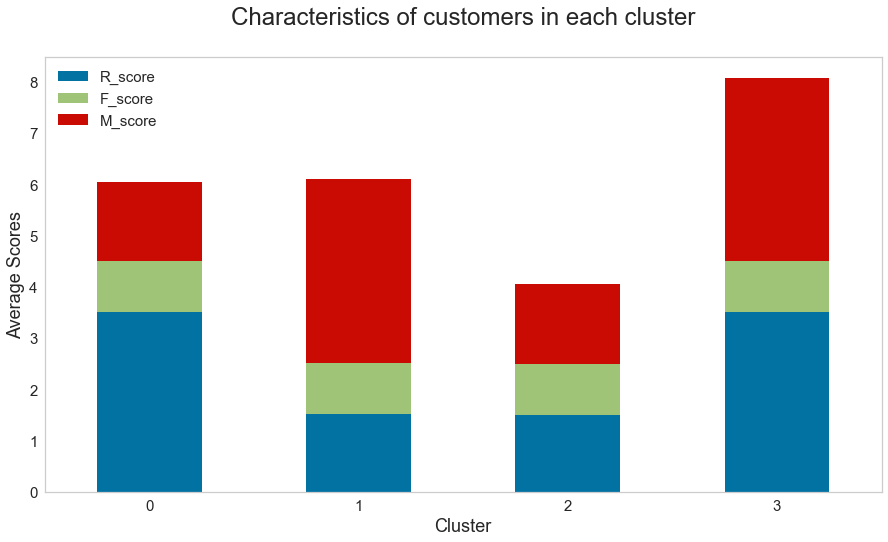 Characteristics of customers in each cluster
R_score
F_score
M_score
8
7
6
5
4
3
2
1
0
Average Scores
0 1 2 3
Cluster